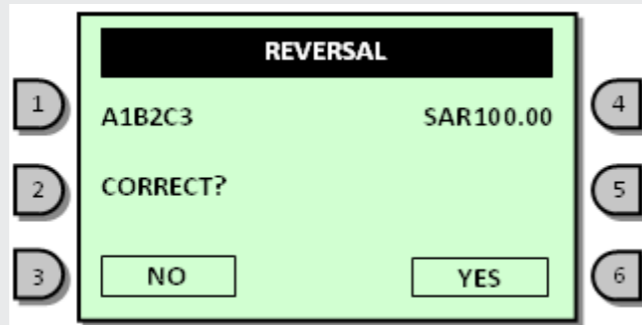 REVERSAL
1 A1B2C3 SAR100.00 4
2 CORRECT? 5
3 NO YES 6